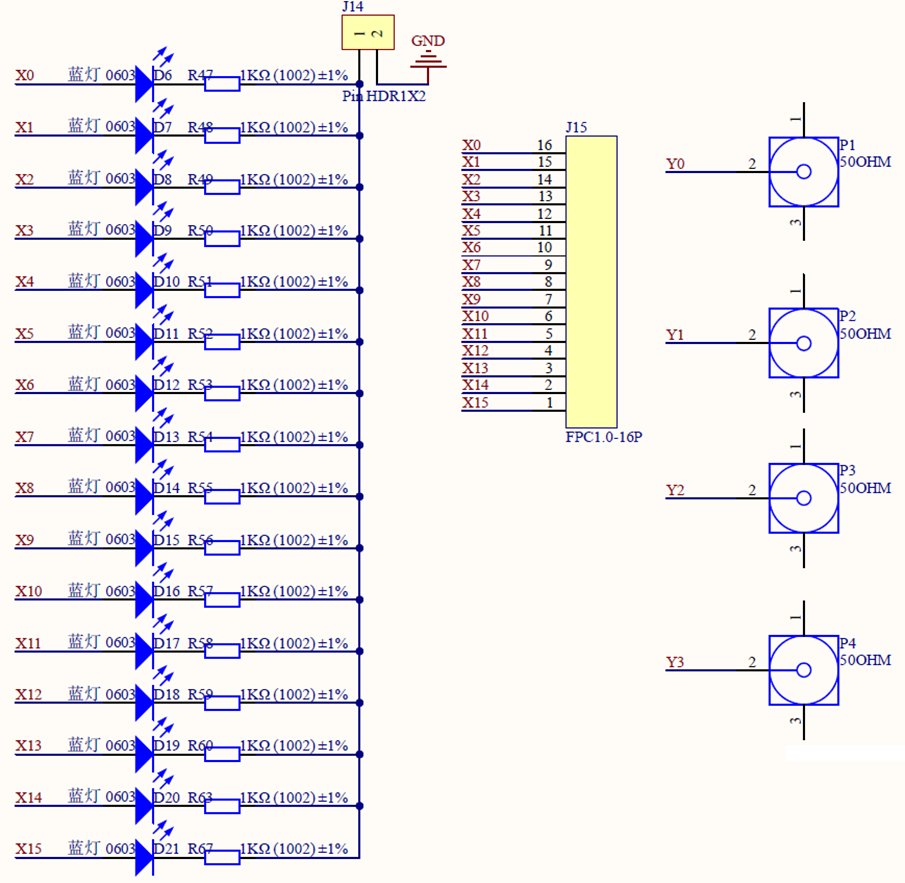 J14
1 2
GND
Pin HDR1X2
X0 蓝灯 0603 D6 R47 1KΩ (1002) ±1%
X1 蓝灯 0603 D7 R48 1KΩ (1002) ±1%
X2 蓝灯 0603 D8 R49 1KΩ (1002) ±1%
X3 蓝灯 0603 D9 R50 1KΩ (1002) ±1%
X4 蓝灯 0603 D10 R51 1KΩ (1002) ±1%
X5 蓝灯 0603 D11 R52 1KΩ (1002) ±1%
X6 蓝灯 0603 D12 R53 1KΩ (1002) ±1%
X7 蓝灯 0603 D13 R54 1KΩ (1002) ±1%
X8 蓝灯 0603 D14 R55 1KΩ (1002) ±1%
X9 蓝灯 0603 D15 R56 1KΩ (1002) ±1%
X10 蓝灯 0603 D16 R57 1KΩ (1002) ±1%
X11 蓝灯 0603 D17 R58 1KΩ (1002) ±1%
X12 蓝灯 0603 D18 R59 1KΩ (1002) ±1%
X13 蓝灯 0603 D19 R60 1KΩ (1002) ±1%
X14 蓝灯 0603 D20 R63 1KΩ (1002) ±1%
X15 蓝灯 0603 D21 R67 1KΩ (1002) ±1%
J15
X0 16
X1 15
X2 14
X3 13
X4 12
X5 11
X6 10
X7 9
X8 8
X9 7
X10 6
X11 5
X12 4
X13 3
X14 2
X15 1
FPC1.0-16P
1
P1
Y0 2 50OHM
3
1
P2
Y1 2 50OHM
3
1
P3
Y2 2 50OHM
3
1
P4
Y3 2 50OHM
3